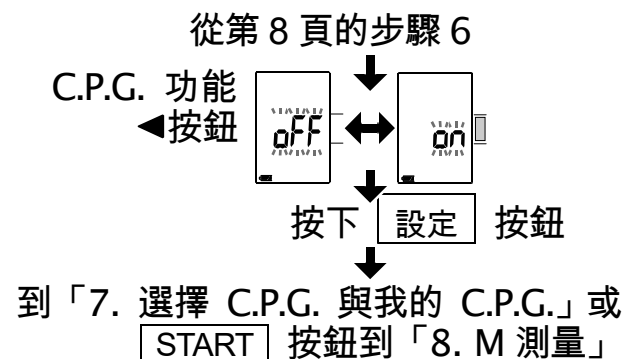 從第 8 頁的步驟 6
C.P.G. 功能
◀按鈕
oFF
on
按下 設定 按鈕
到「7. 選擇 C.P.G. 與我的 C.P.G.」或
START 按鈕到「8. M 測量」